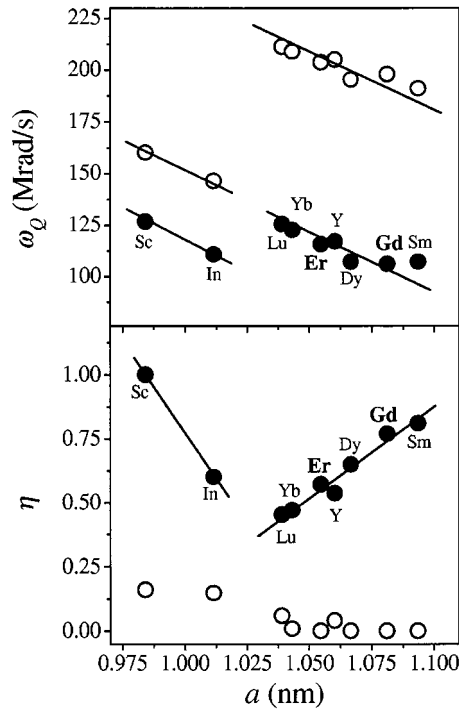 225
200
175
150
125
100
ω_Q (Mrad/s)
Sc
In
Lu
Yb
Er
Y
Dy
Gd
Sm
1.00
0.75
0.50
0.25
0.00
η
Sc
In
Lu
Yb
Er
Y
Dy
Gd
Sm
0.975 1.000 1.025 1.050 1.075 1.100
a (nm)